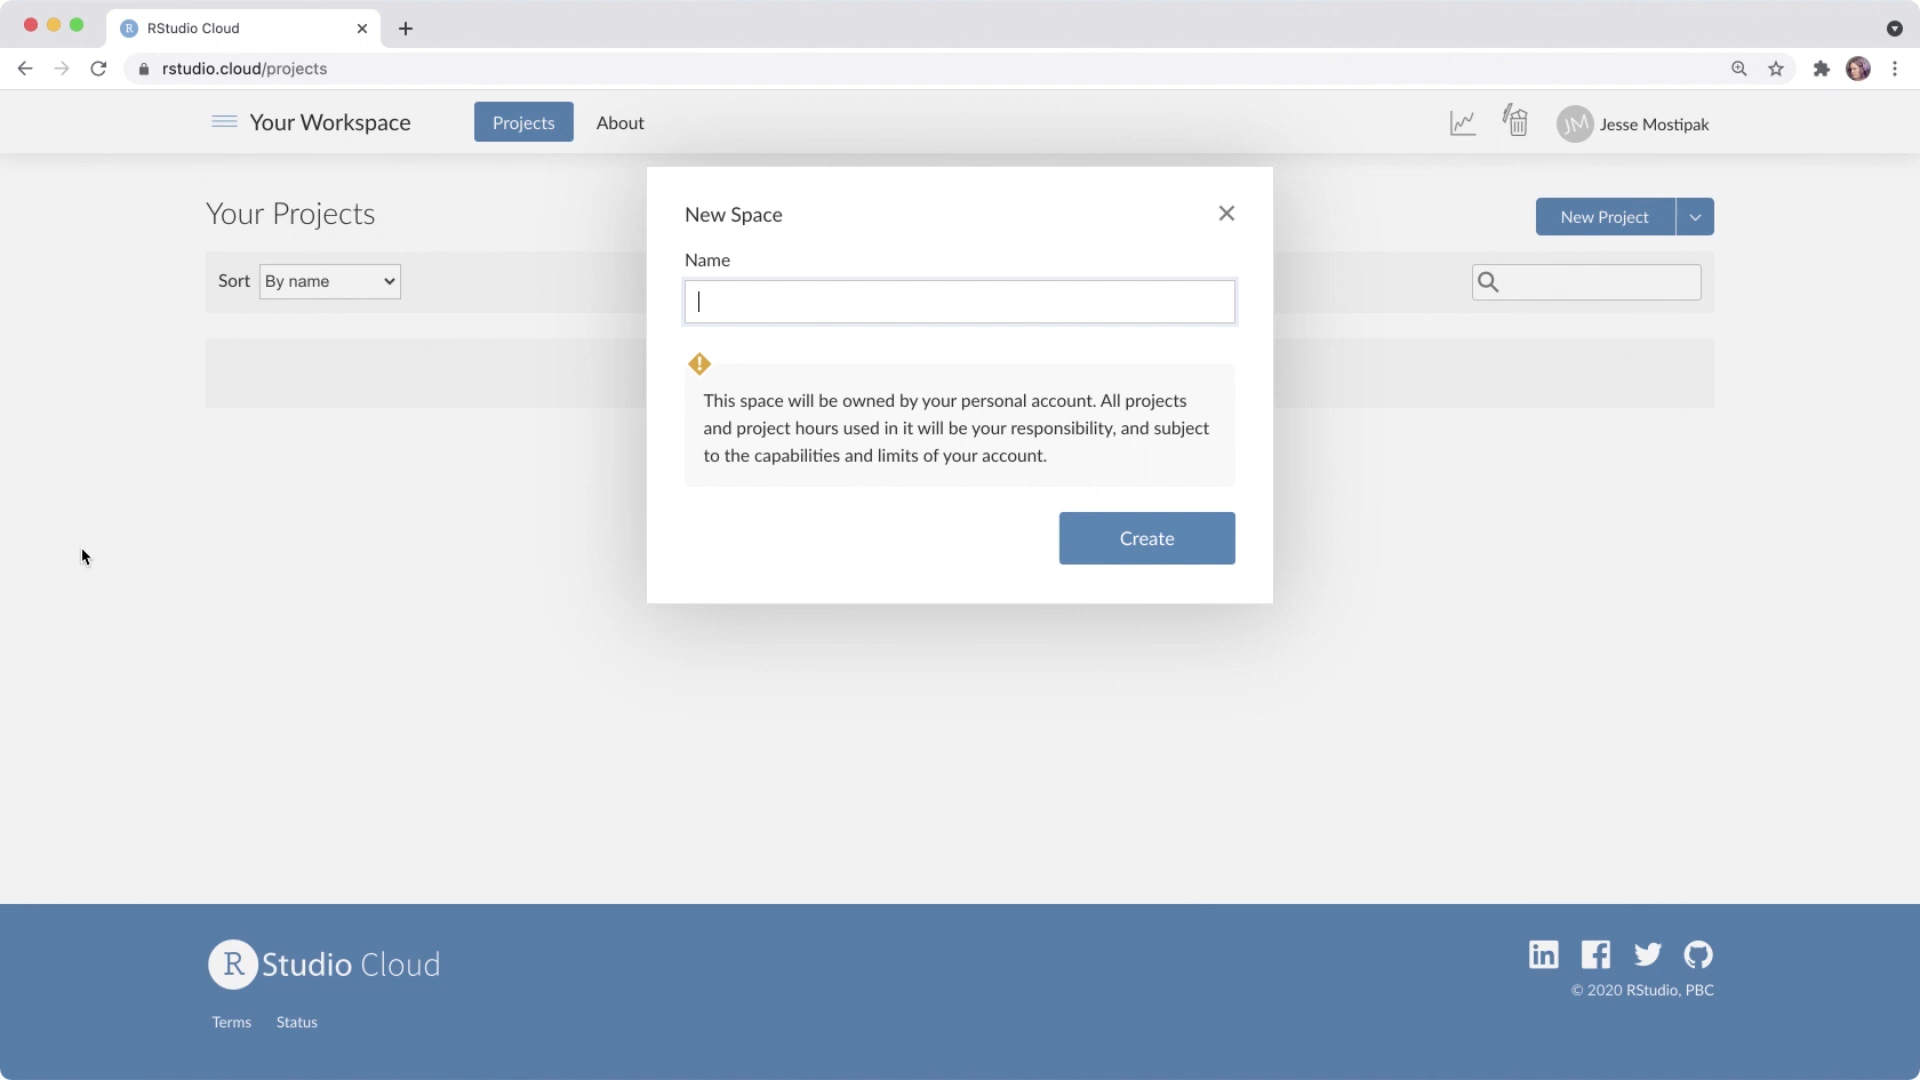 RStudio Cloud
rstudio.cloud/projects
Your Workspace
Projects
About
JM
Jesse Mostipak
Your Projects
New Project
Sort
By name
New Space
Name
This space will be owned by your personal account. All projects
and project hours used in it will be your responsibility, and subject
to the capabilities and limits of your account.
Create
R Studio Cloud
© 2020 RStudio, PBC
Terms
Status